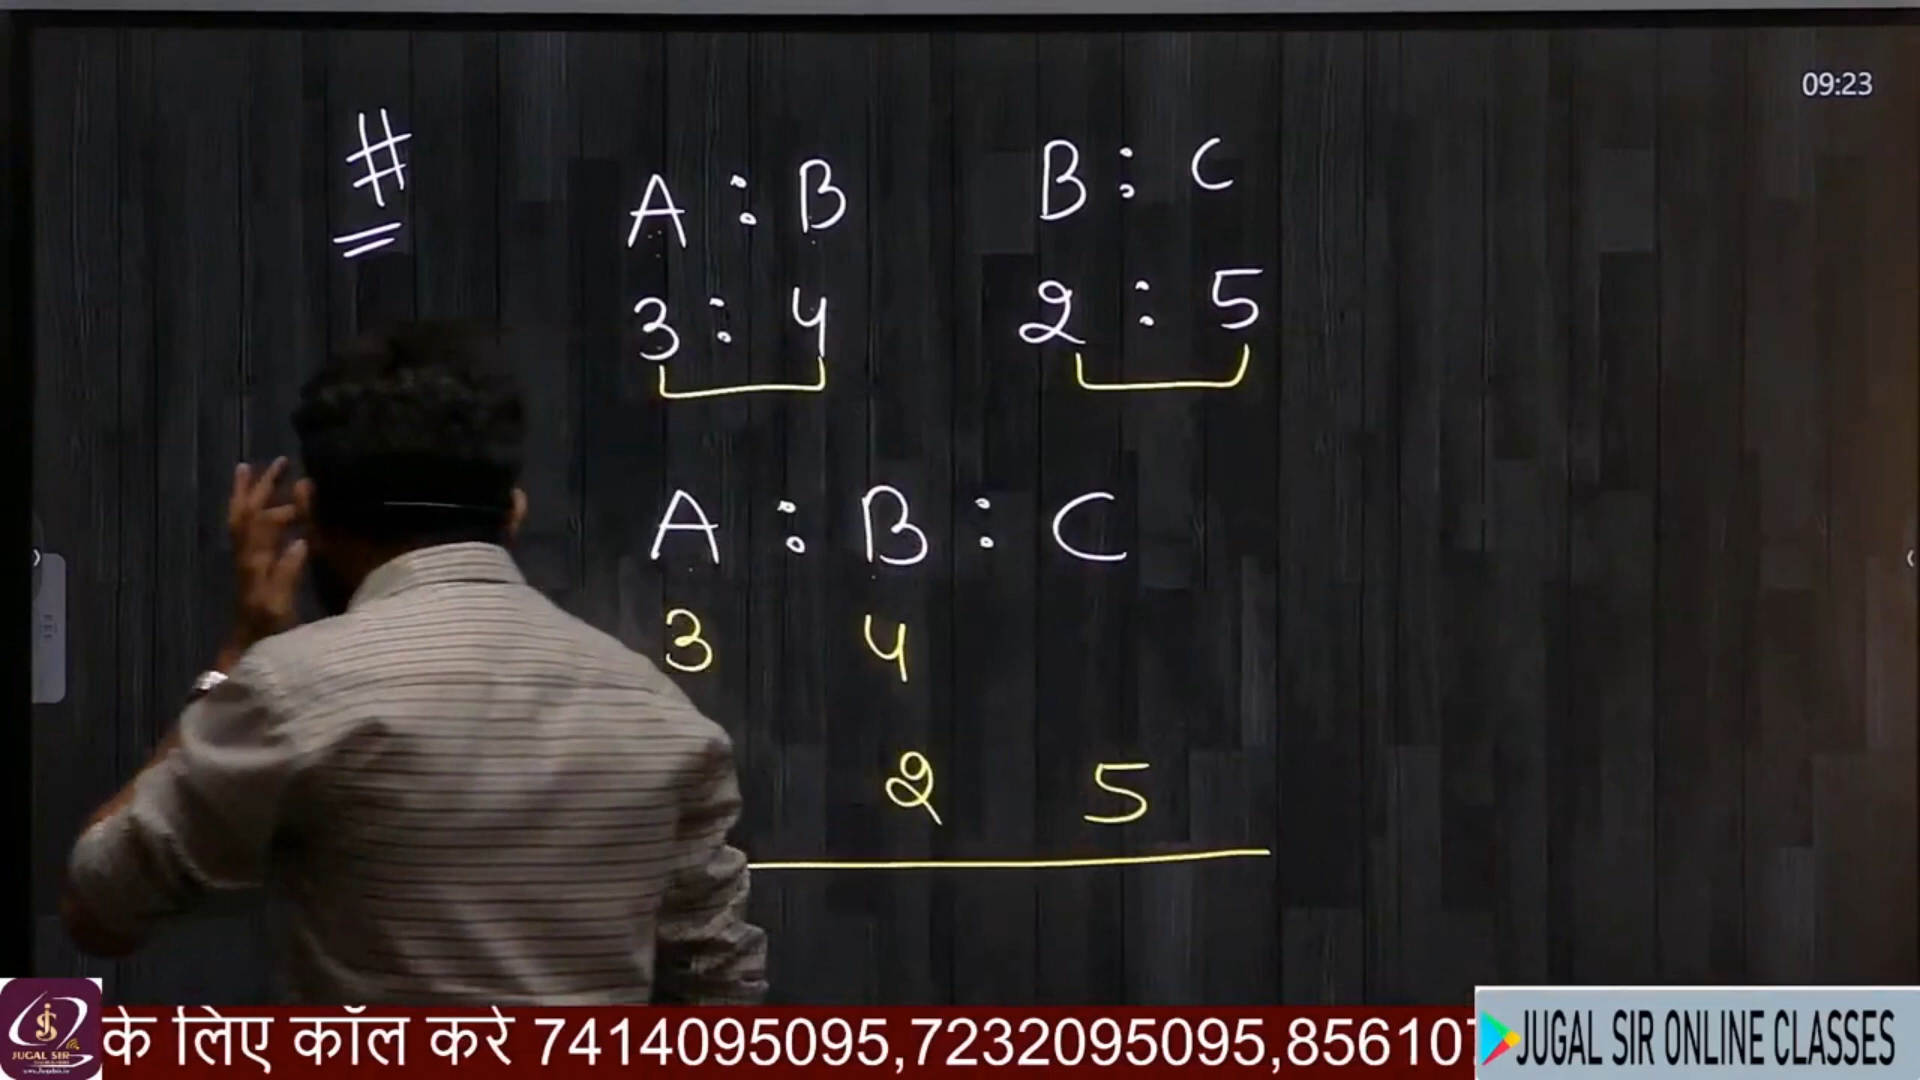 09:23
#
A : B
B : C
3 : 4
2 : 5
A : B : C
3 4
2 5
के लिए कॉल करे 7414095095,7232095095,856107
JUGAL SIR ONLINE CLASSES
JUGAL SIR